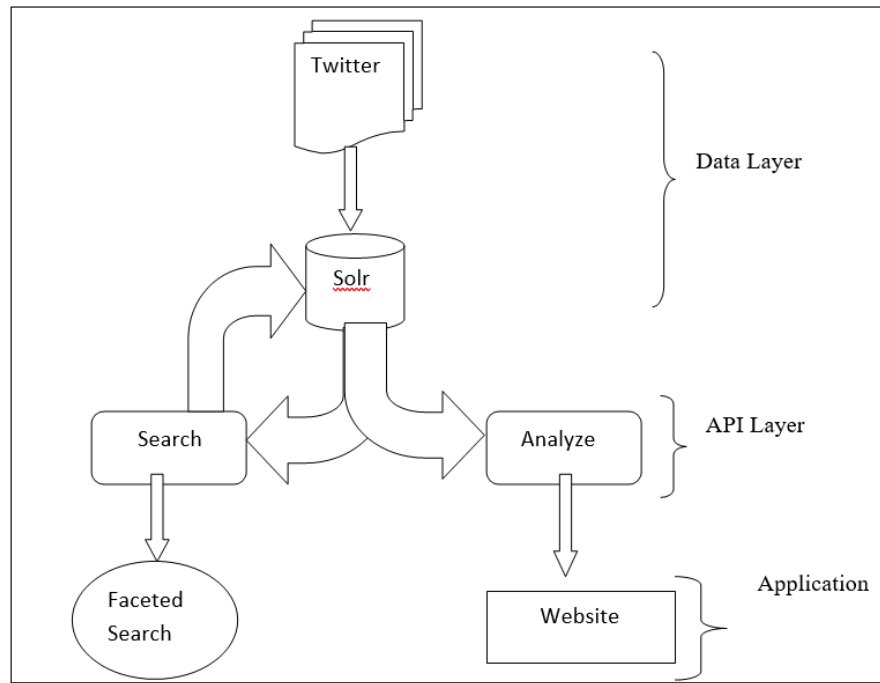 Twitter
Data Layer
Solr
Search
Analyze
API Layer
Faceted
Search
Website
Application